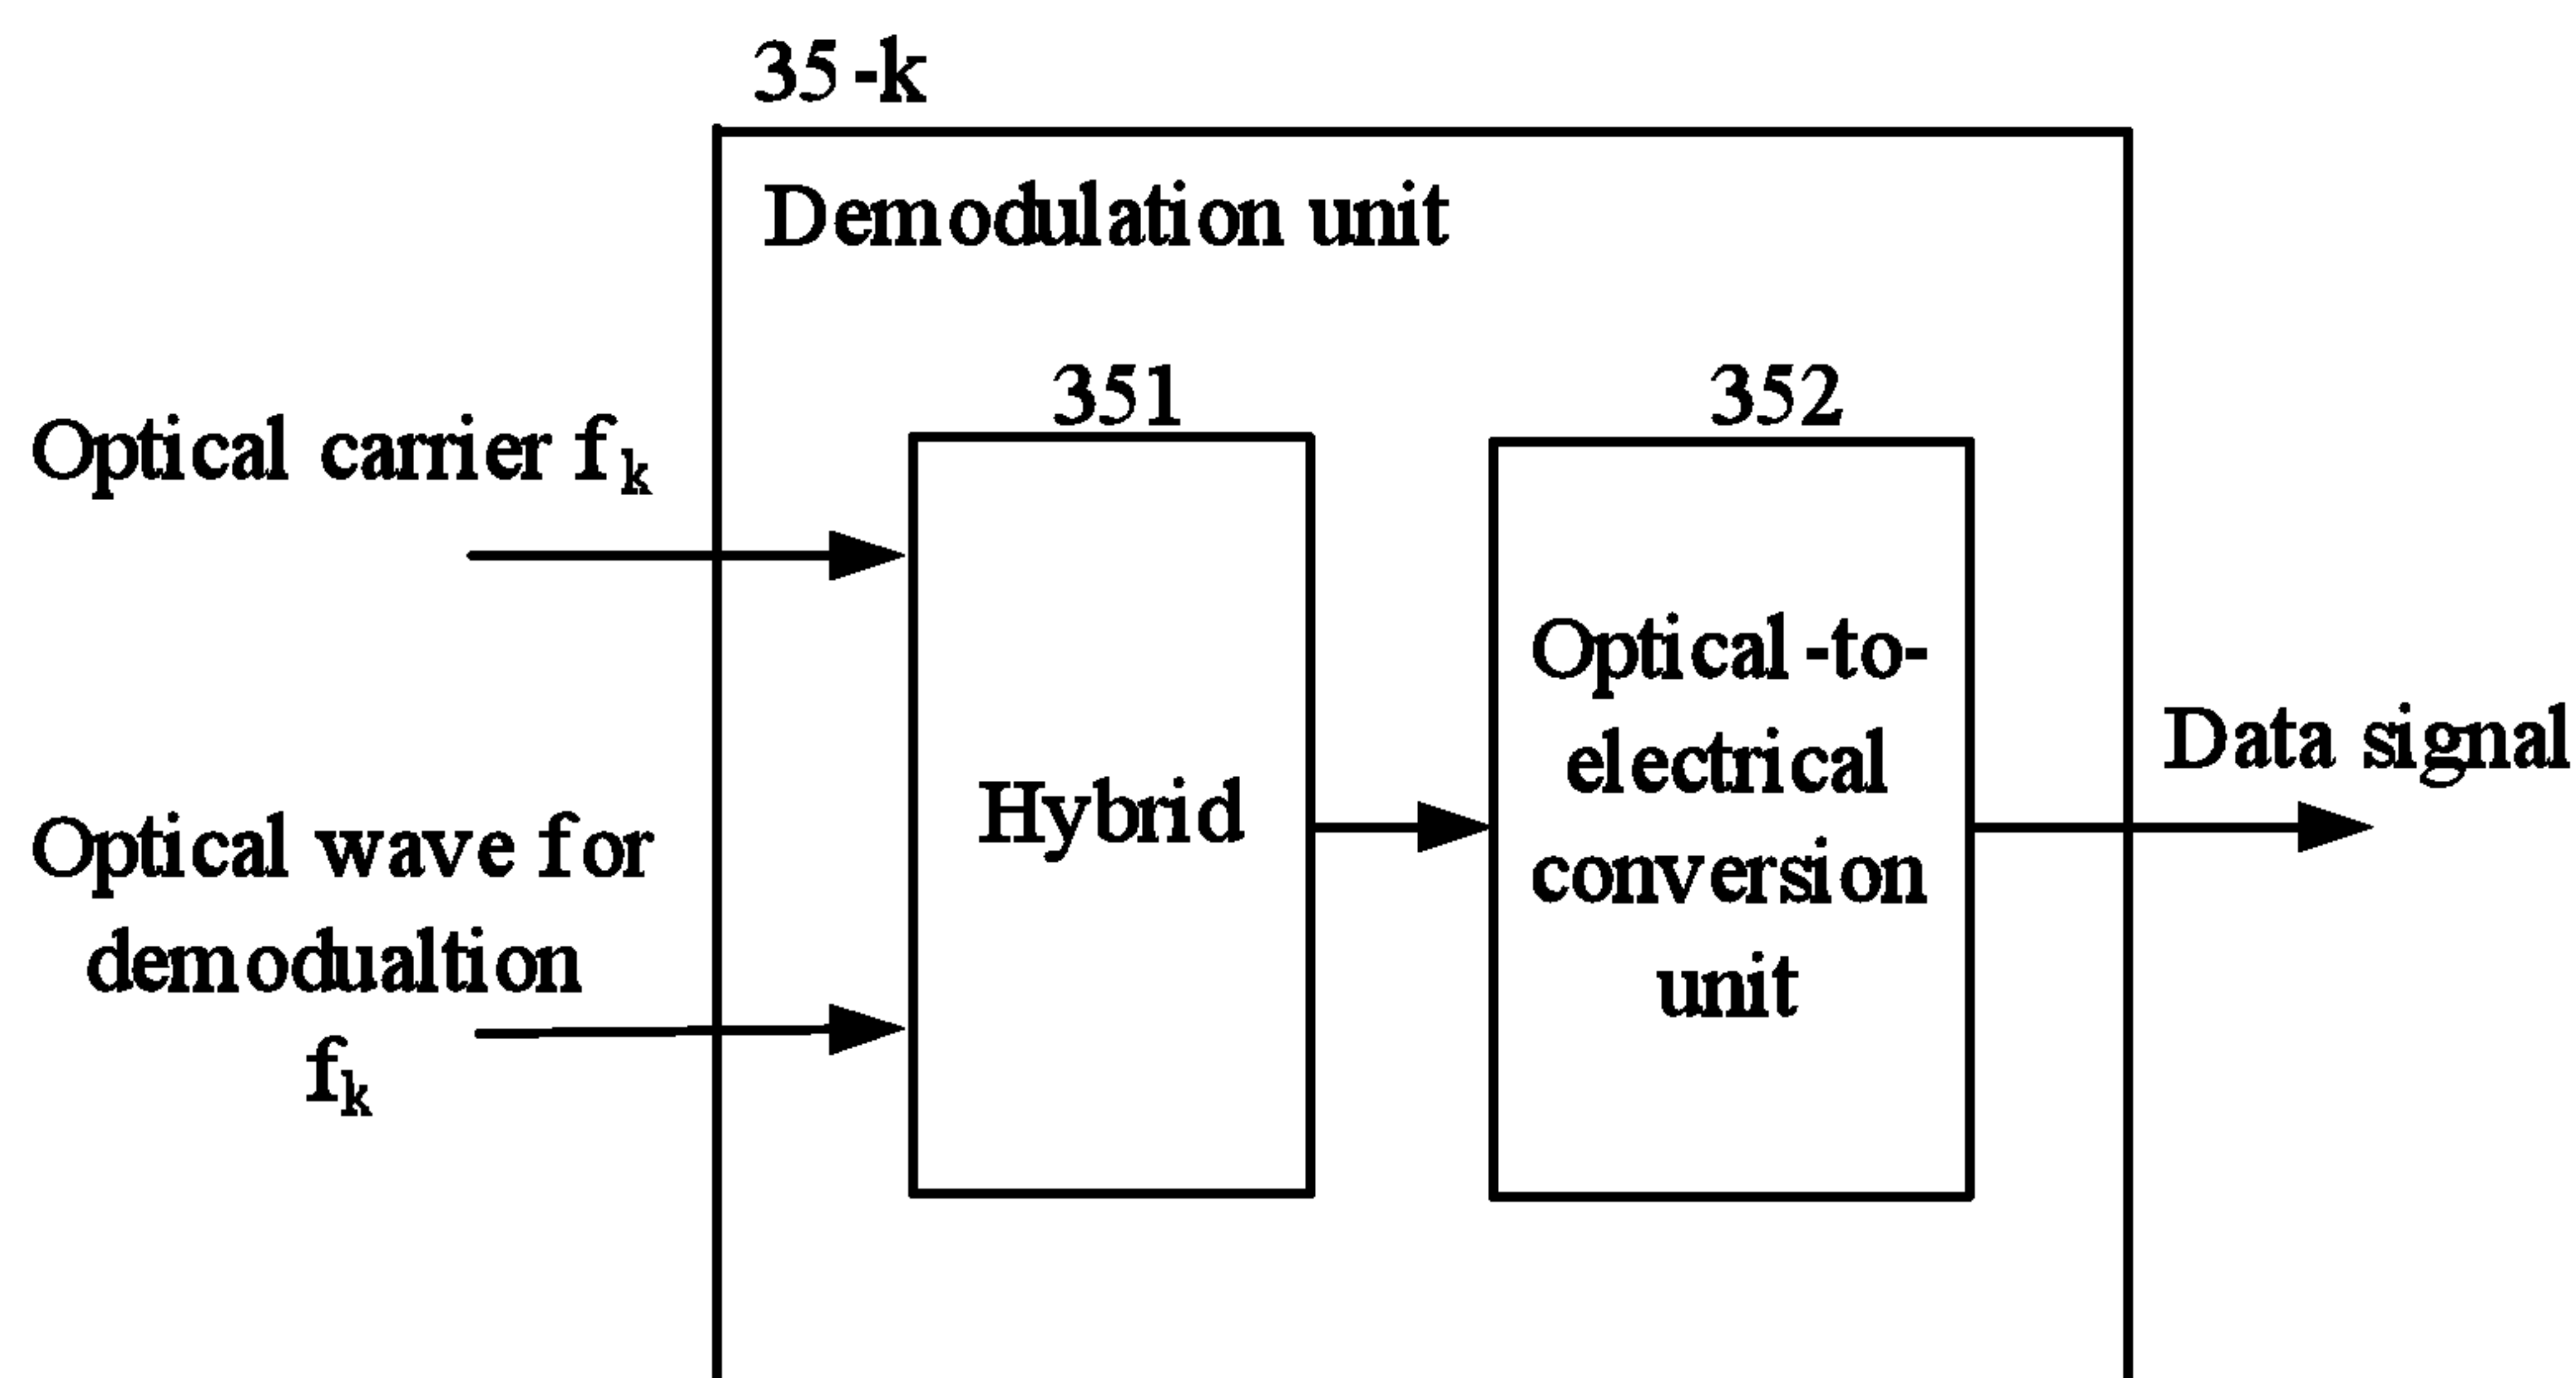 35-k
Demodulation unit
351
352
Optical carrier fk
Optical-to-
electrical
conversion
unit
Data signal
Hybrid
Optical wave for
demodualtion
fk